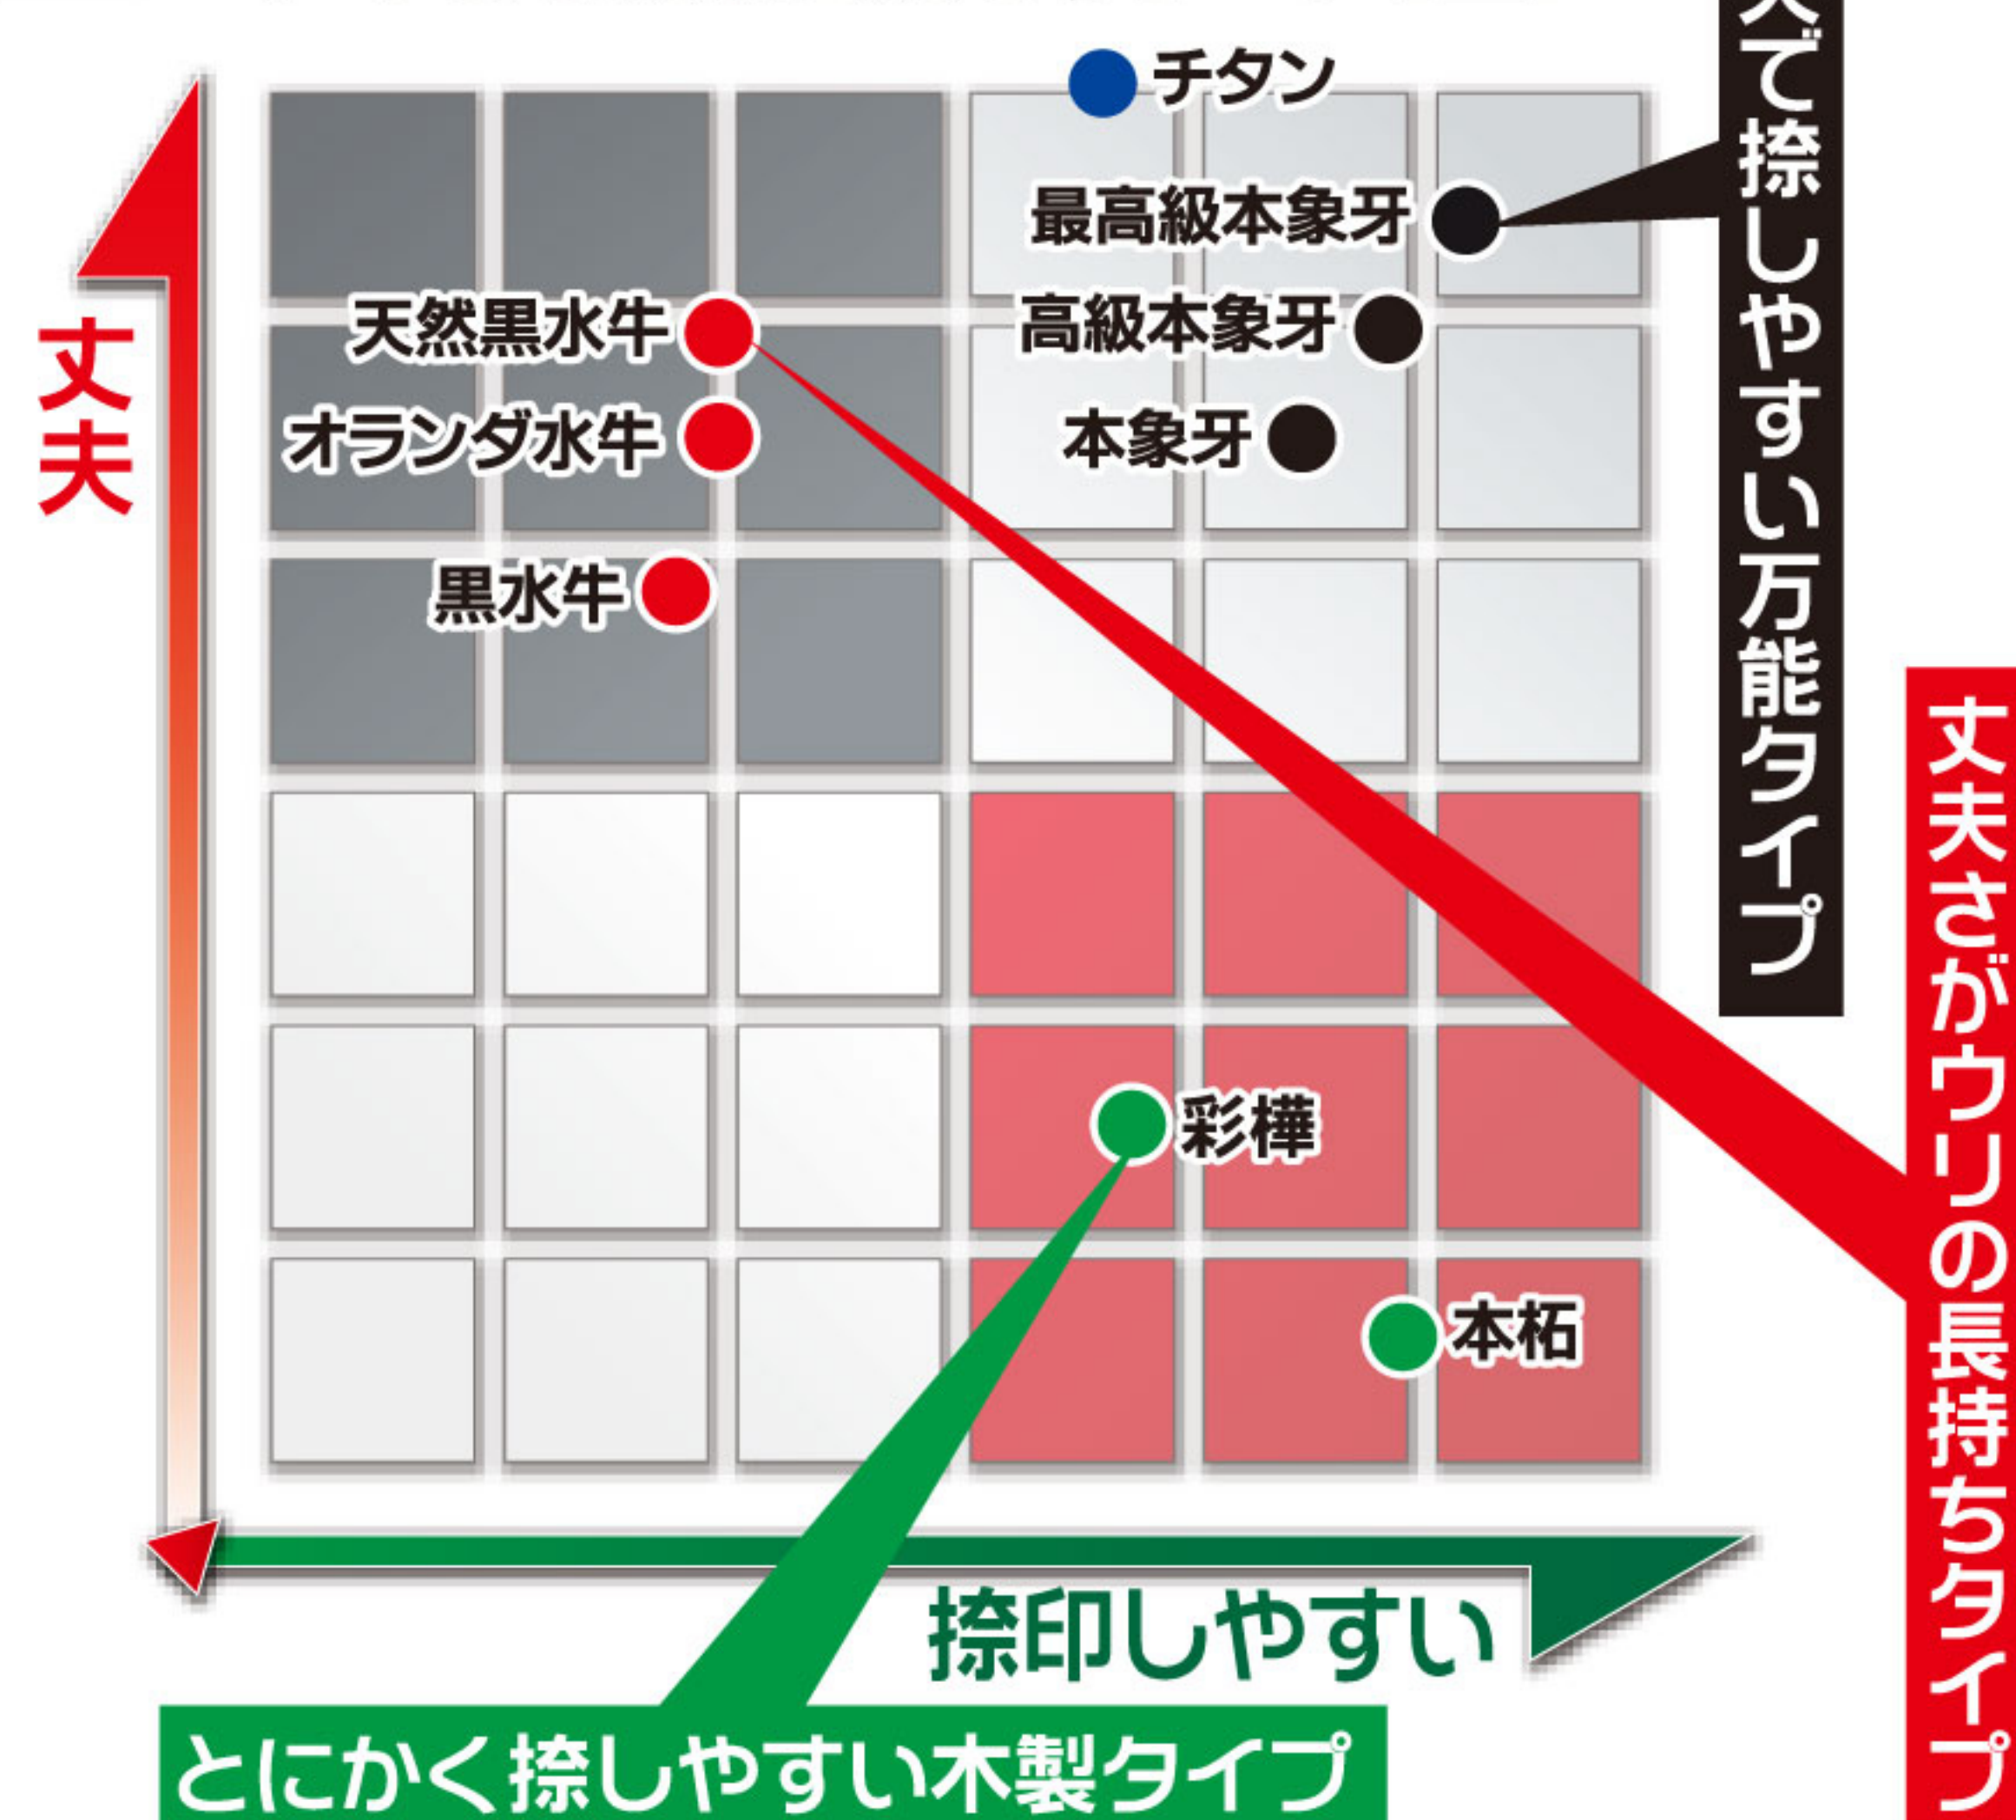 チタン
最高級本象牙
天然黒水牛
高級本象牙
オランダ水牛
本象牙
黒水牛
彩樺
本柘
丈夫
捺印しやすい
で捺しやすい万能タイプ
丈夫さがウリの長持ちタイプ
とにかく捺しやすい木製タイプ